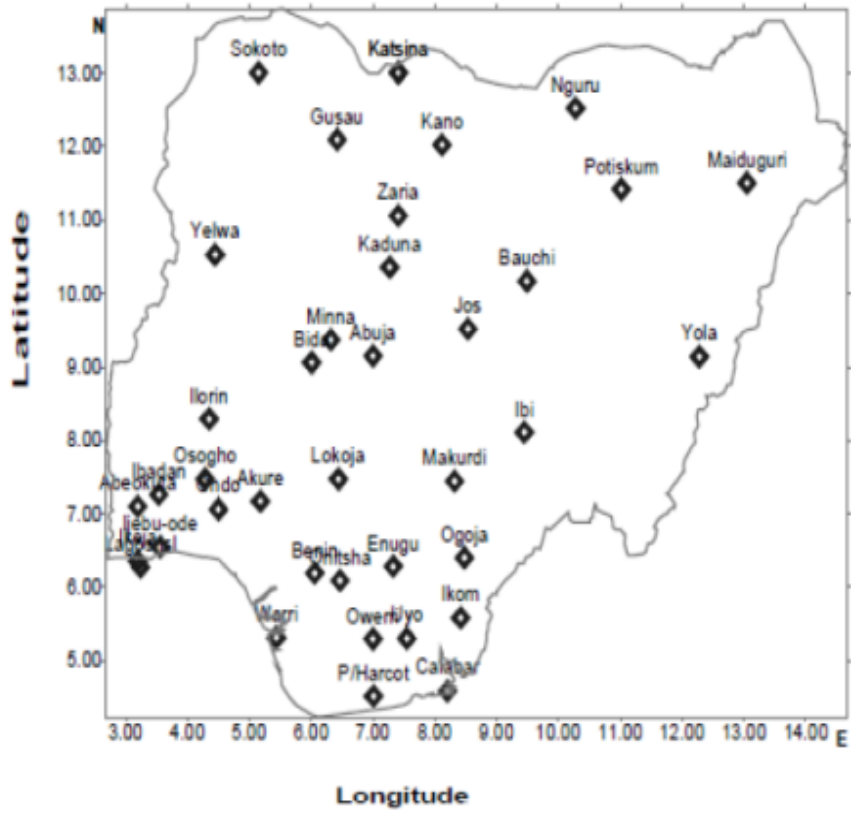 N
Sokoto
Katsina
13.00
Nguru
Gusau
Kano
12.00
Potiskum
Maiduguri
Zaria
11.00
Yelwa
Kaduna
Bauchi
10.00
Jos
Minna
Abuja
Bida
Yola
9.00
Ilorin
Ibi
8.00
Osogho
Lokoja
Makurdi
Ibadan
Akure
Abeokuta
Ondo
7.00
Ijebu-ode
Ikeja
Ogoja
Enugu
Benin
Onitsha
6.00
Ikom
Warri
Owerri
Uyo
5.00
Calabar
P/Harcot
3.00 4.00 5.00 6.00 7.00 8.00 9.00 10.00 11.00 12.00 13.00 14.00 E
Latitude
Longitude